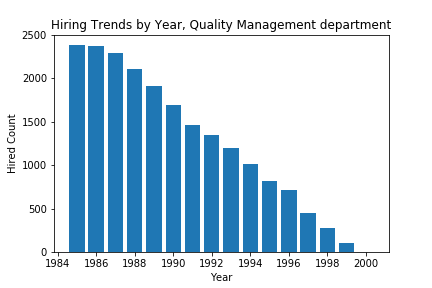 Hiring Trends by Year, Quality Management department
2500
2000
1500
1000
500
0
Hired Count
1984 1986 1988 1990 1992 1994 1996 1998 2000
Year